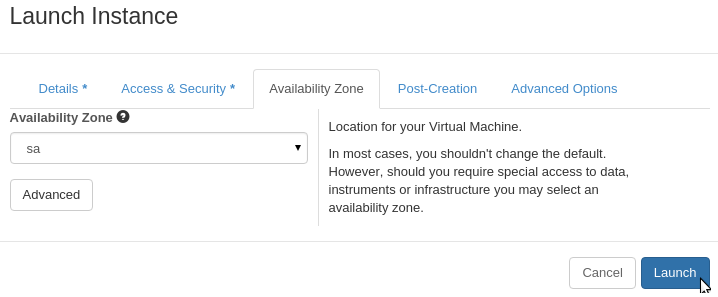 Launch Instance
Details * Access & Security * Availability Zone Post-Creation Advanced Options
Availability Zone ?
sa
Advanced
Location for your Virtual Machine.
In most cases, you shouldn't change the default.
However, should you require special access to data,
instruments or infrastructure you may select an
availability zone.
Cancel Launch